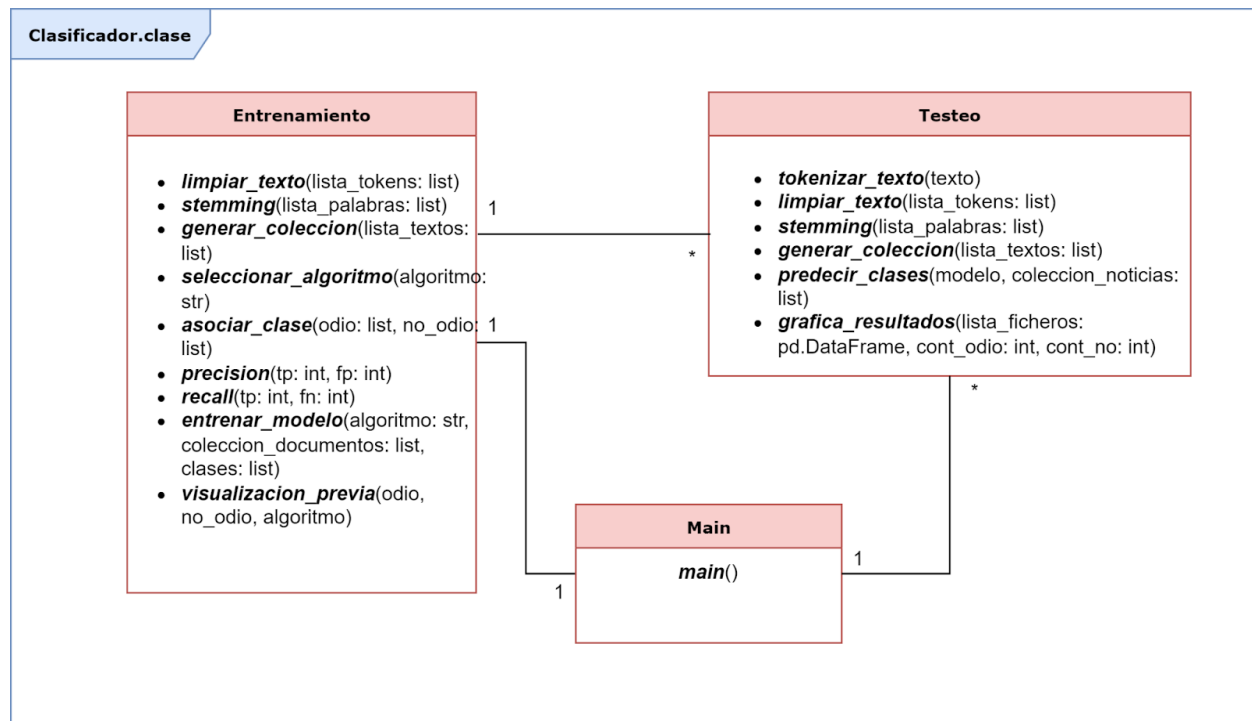 Clasificador.clase
Entrenamiento
limpiar_texto(lista_tokens: list)
stemming(lista_palabras: list)
generar_coleccion(lista_textos:
list)
seleccionar_algoritmo(algoritmo:
str)
asociar_clase(odio: list, no_odio:
list)
precision(tp: int, fp: int)
recall(tp: int, fn: int)
entrenar_modelo(algoritmo: str,
coleccion_documentos: list,
clases: list)
visualizacion_previa(odio,
no_odio, algoritmo)
1
*
1
Testeo
tokenizar_texto(texto)
limpiar_texto(lista_tokens: list)
stemming(lista_palabras: list)
generar_coleccion(lista_textos: list)
predecir_clases(modelo, coleccion_noticias:
list)
grafica_resultados(lista_ficheros:
pd.DataFrame, cont_odio: int, cont_no: int)
*
Main
main()
1
1